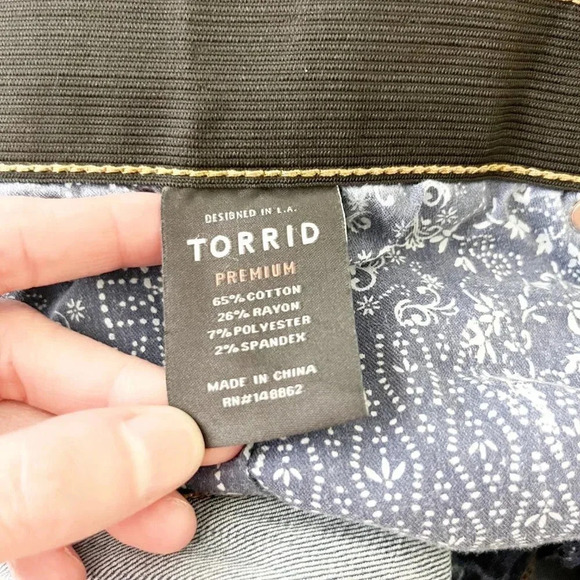 DESIGNED IN L.A.
TORRID
PREMIUM
65% COTTON
26% RAYON
7% POLYESTER
2% SPANDEX
MADE IN CHINA
RN#148862